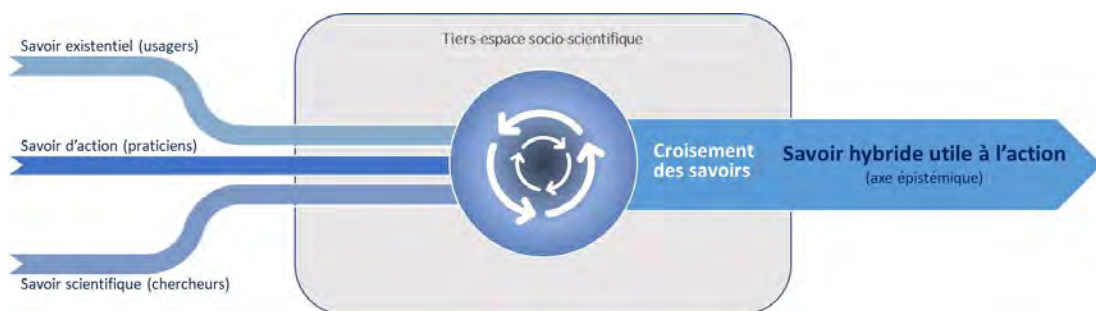 Tiers-espace socio-scientifique
Savoir existentiel (usagers)
Savoir d’action (praticiens)
Savoir scientifique (chercheurs)
Croisement
des savoirs
Savoir hybride utile à l’action
(axe épistémique)